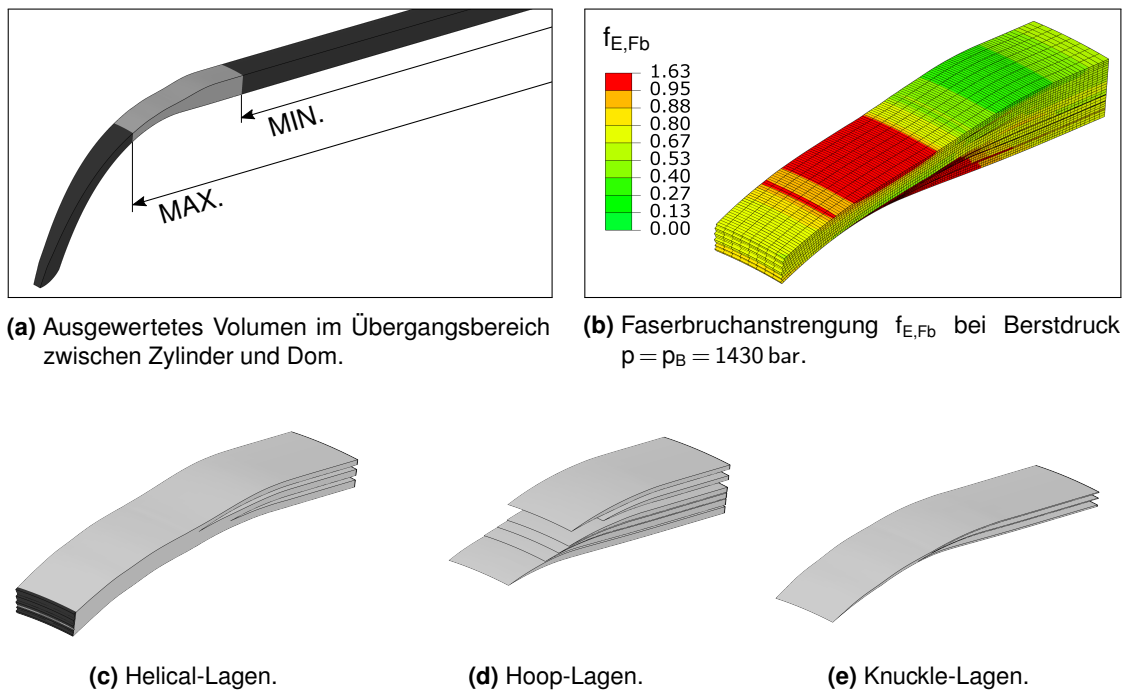 MIN.
MAX.
f_E,Fb
1.63
0.95
0.88
0.80
0.67
0.53
0.40
0.27
0.13
0.00
(a) Ausgewertetes Volumen im Übergangsbereich
zwischen Zylinder und Dom.
(b) Faserbruchanstrengung f_E,Fb bei Berstdruck
p = p_B = 1430 bar.
(c) Helical-Lagen.
(d) Hoop-Lagen.
(e) Knuckle-Lagen.